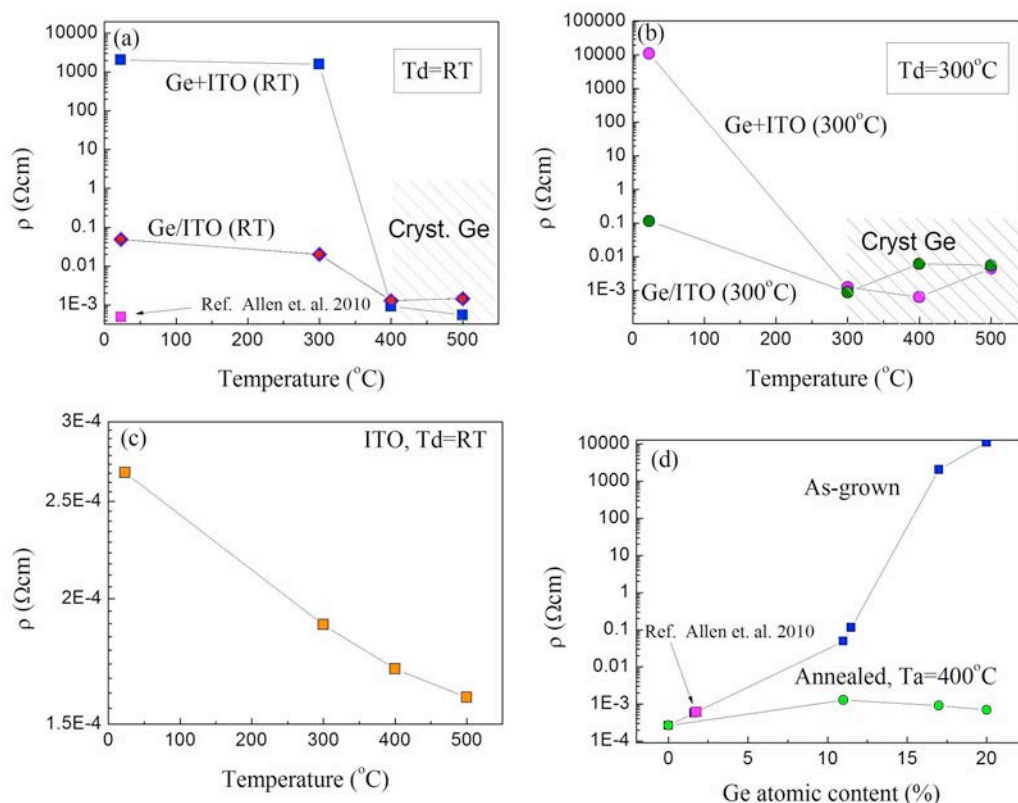 (a)
Td=RT
10000
1000
100
10
1
0.1
0.01
1E-3
ρ (Ωcm)
Ge+ITO (RT)
Ge/ITO (RT)
Cryst. Ge
Ref. Allen et. al. 2010
0 100 200 300 400 500
Temperature (°C)
(b)
Td=300°C
100000
10000
1000
100
10
1
0.1
0.01
1E-3
ρ (Ωcm)
Ge+ITO (300°C)
Cryst Ge
Ge/ITO (300°C)
0 100 200 300 400 500
Temperature (°C)
(c)
ITO, Td=RT
3E-4
2.5E-4
2E-4
1.5E-4
ρ (Ωcm)
0 100 200 300 400 500
Temperature (°C)
(d)
10000
1000
100
10
1
0.1
0.01
1E-3
1E-4
ρ (Ωcm)
As-grown
Ref. Allen et. al. 2010
Annealed, Ta=400°C
0 5 10 15 20
Ge atomic content (%)